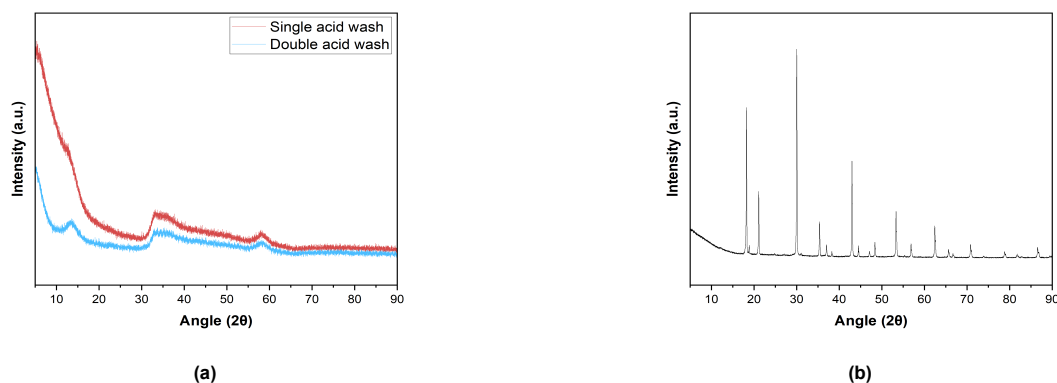 Single acid wash
Double acid wash
Intensity (a.u.)
10 20 30 40 50 60 70 80 90
Angle (2θ)
(a)
Intensity (a.u.)
10 20 30 40 50 60 70 80 90
Angle (2θ)
(b)